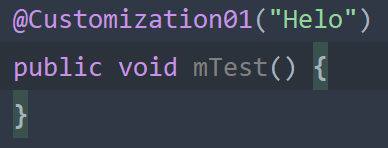 @Customization01("Helo")
public void mTest() {
}